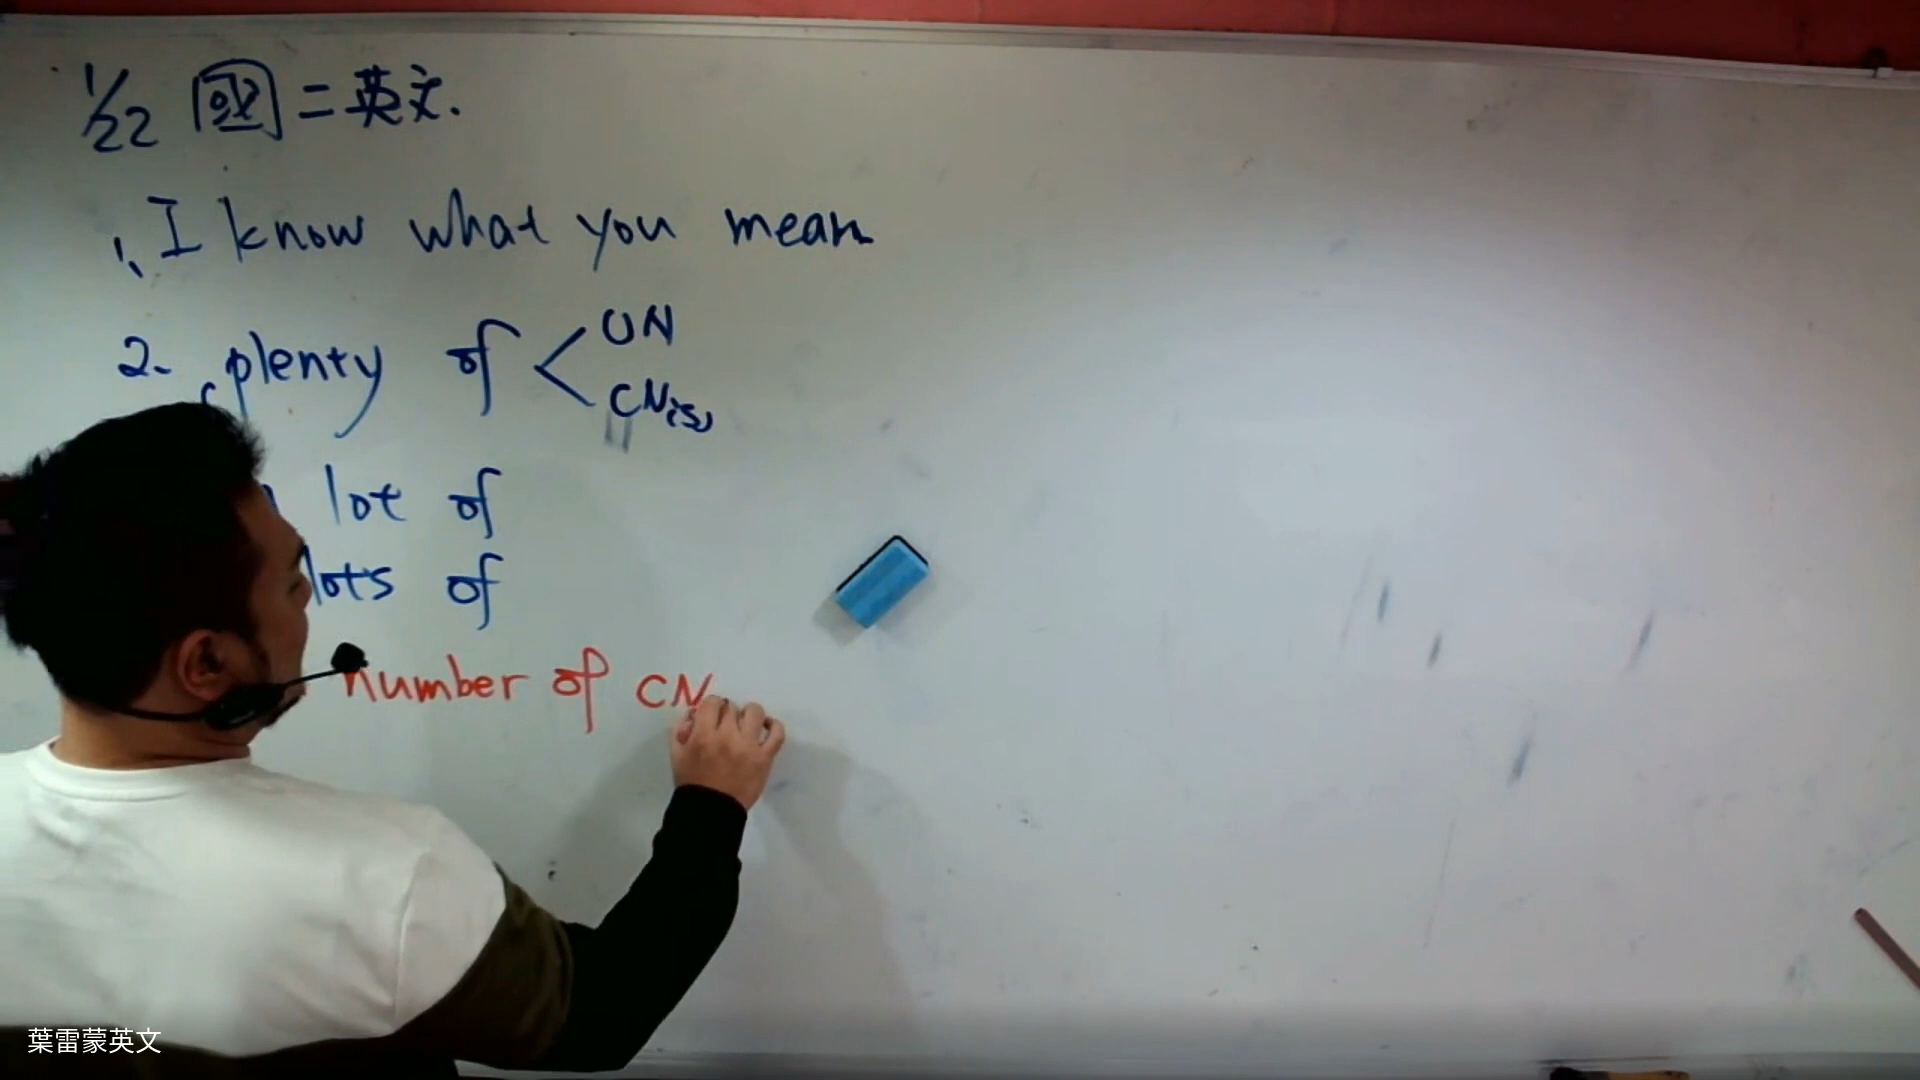 1/22 國二英文.
1、I know what you mean
2. plenty of < UN
CN(s)
lot of
lots of
number of CN
葉雷蒙英文